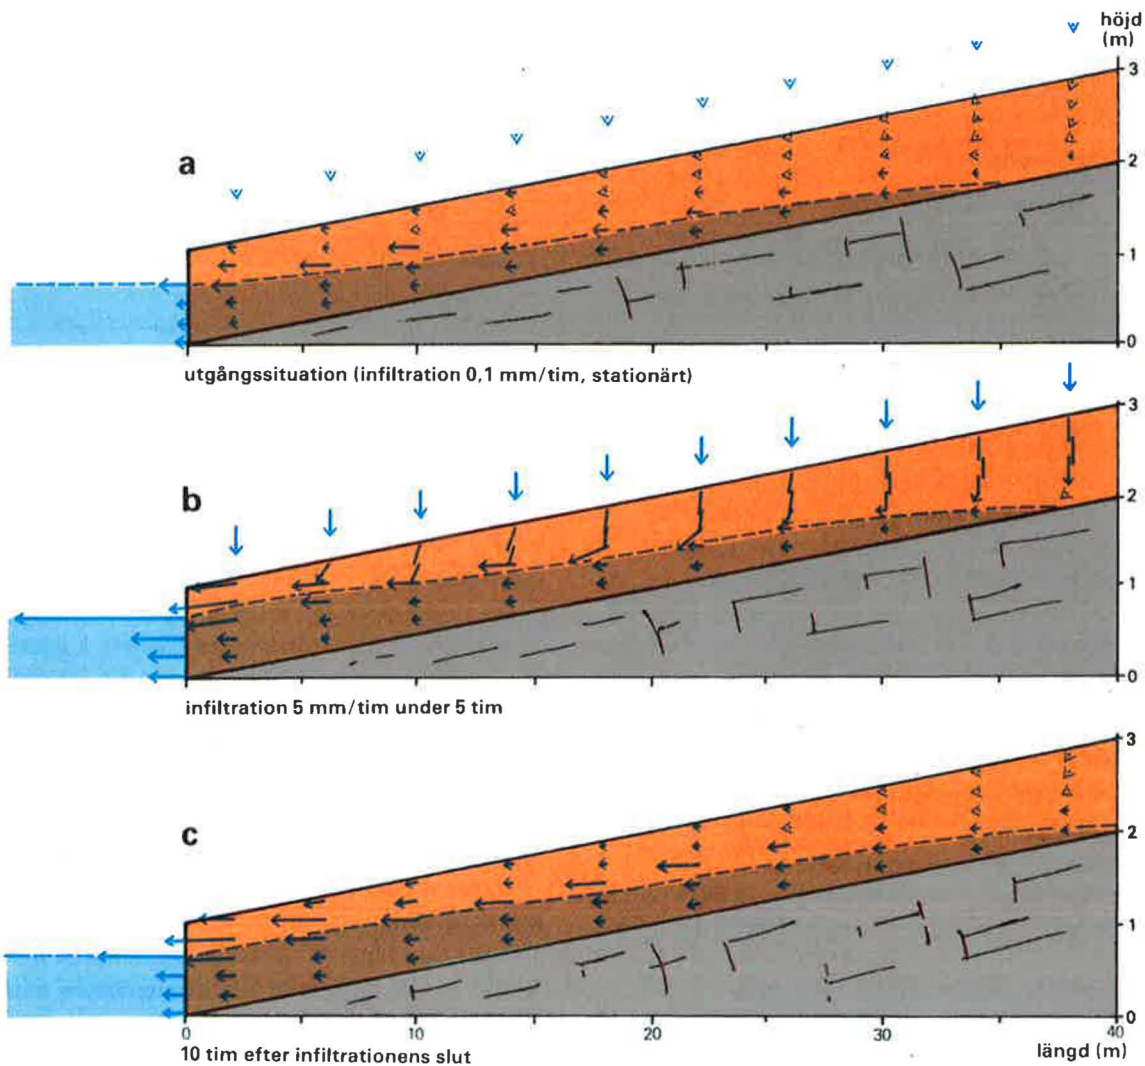 höjd
(m)
3
a
2
1
0
utgångssituation (infiltration 0,1 mm/tim, stationärt)
3
b
2
1
0
infiltration 5 mm/tim under 5 tim
3
c
2
1
0
0 10 20 30 40
10 tim efter infiltrationens slut längd (m)